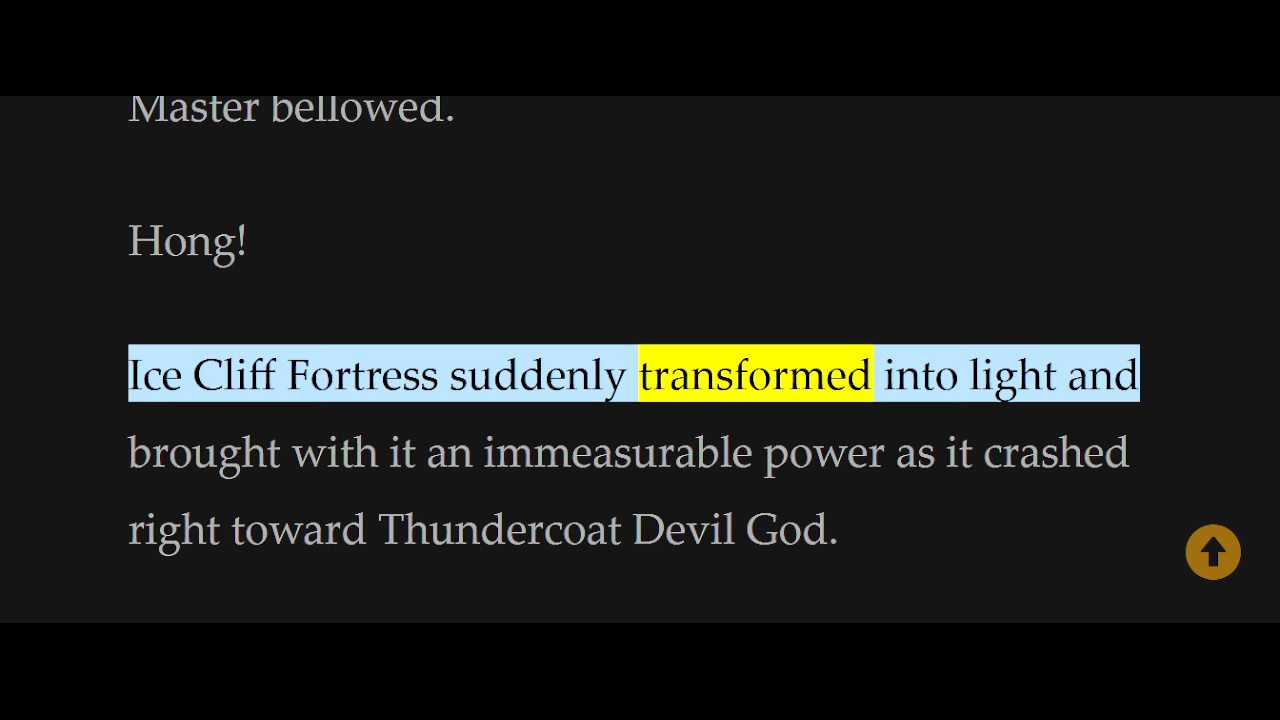 Master bellowed.
Hong!
Ice Cliff Fortress suddenly transformed into light and
brought with it an immeasurable power as it crashed
right toward Thundercoat Devil God.